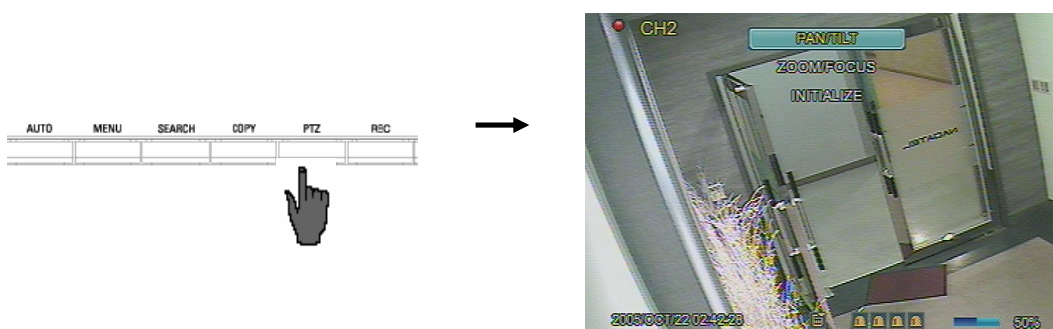 AUTO MENU SEARCH COPY PTZ REC
CH2
PAN/TILT
ZOOM/FOCUS
INITIALIZE
2005/OCT/22 02:42:28
50%